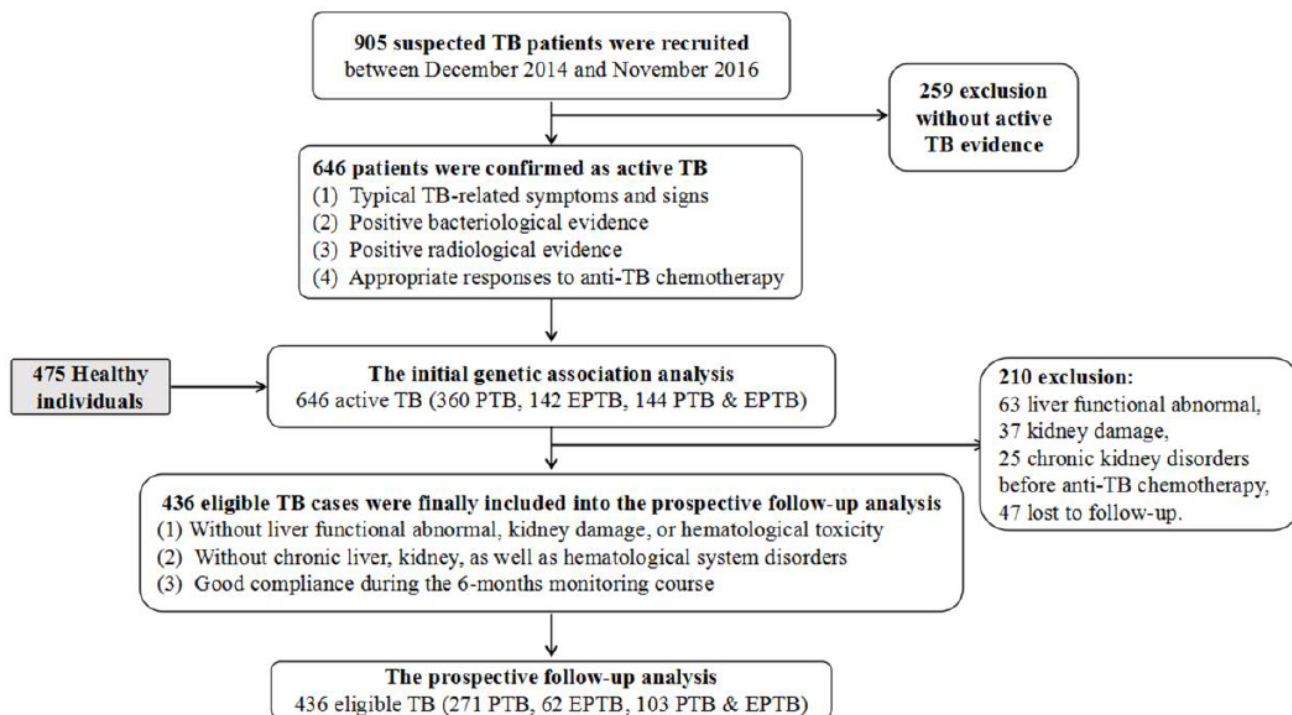 905 suspected TB patients were recruited
between December 2014 and November 2016
259 exclusion
without active
TB evidence
646 patients were confirmed as active TB
(1) Typical TB-related symptoms and signs
(2) Positive bacteriological evidence
(3) Positive radiological evidence
(4) Appropriate responses to anti-TB chemotherapy
475 Healthy
individuals
The initial genetic association analysis
646 active TB (360 PTB, 142 EPTB, 144 PTB & EPTB)
210 exclusion:
63 liver functional abnormal,
37 kidney damage,
25 chronic kidney disorders
before anti-TB chemotherapy,
47 lost to follow-up.
436 eligible TB cases were finally included into the prospective follow-up analysis
(1) Without liver functional abnormal, kidney damage, or hematological toxicity
(2) Without chronic liver, kidney, as well as hematological system disorders
(3) Good compliance during the 6-months monitoring course
The prospective follow-up analysis
436 eligible TB (271 PTB, 62 EPTB, 103 PTB & EPTB)